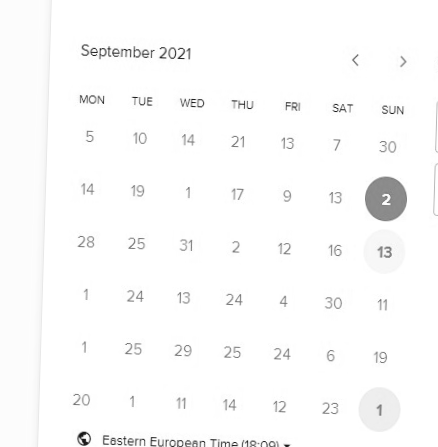 September 2021
MON TUE WED THU FRI SAT SUN
5 10 14 21 13 7 30
14 19 1 17 9 13 2
28 25 31 2 12 16 13
1 24 13 24 4 30 11
1 25 29 25 24 6 19
20 1 11 14 12 23 1
Eastern European Time (18:09)